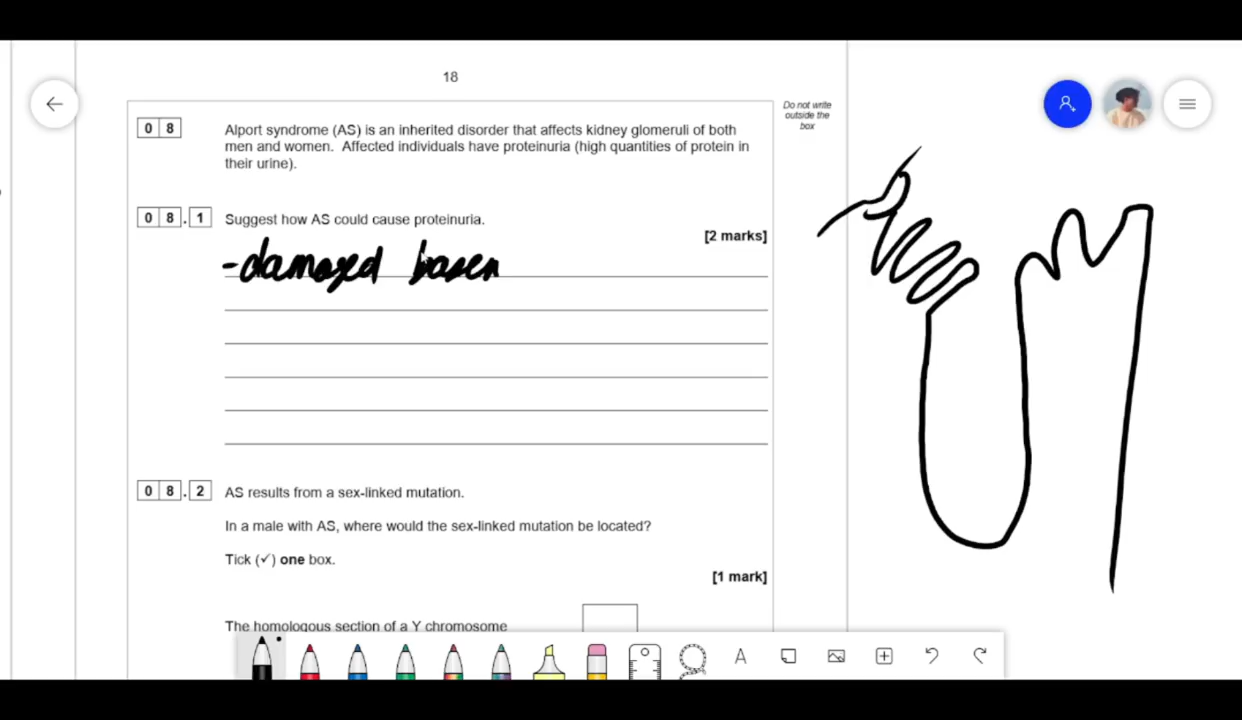 18
Do not write
outside the
box
0 8 Alport syndrome (AS) is an inherited disorder that affects kidney glomeruli of both
men and women. Affected individuals have proteinuria (high quantities of protein in
their urine).
0 8 . 1 Suggest how AS could cause proteinuria.
[2 marks]
-damaged basem
0 8 . 2 AS results from a sex-linked mutation.
In a male with AS, where would the sex-linked mutation be located?
Tick (✓) one box.
[1 mark]
The homologous section of a Y chromosome
A